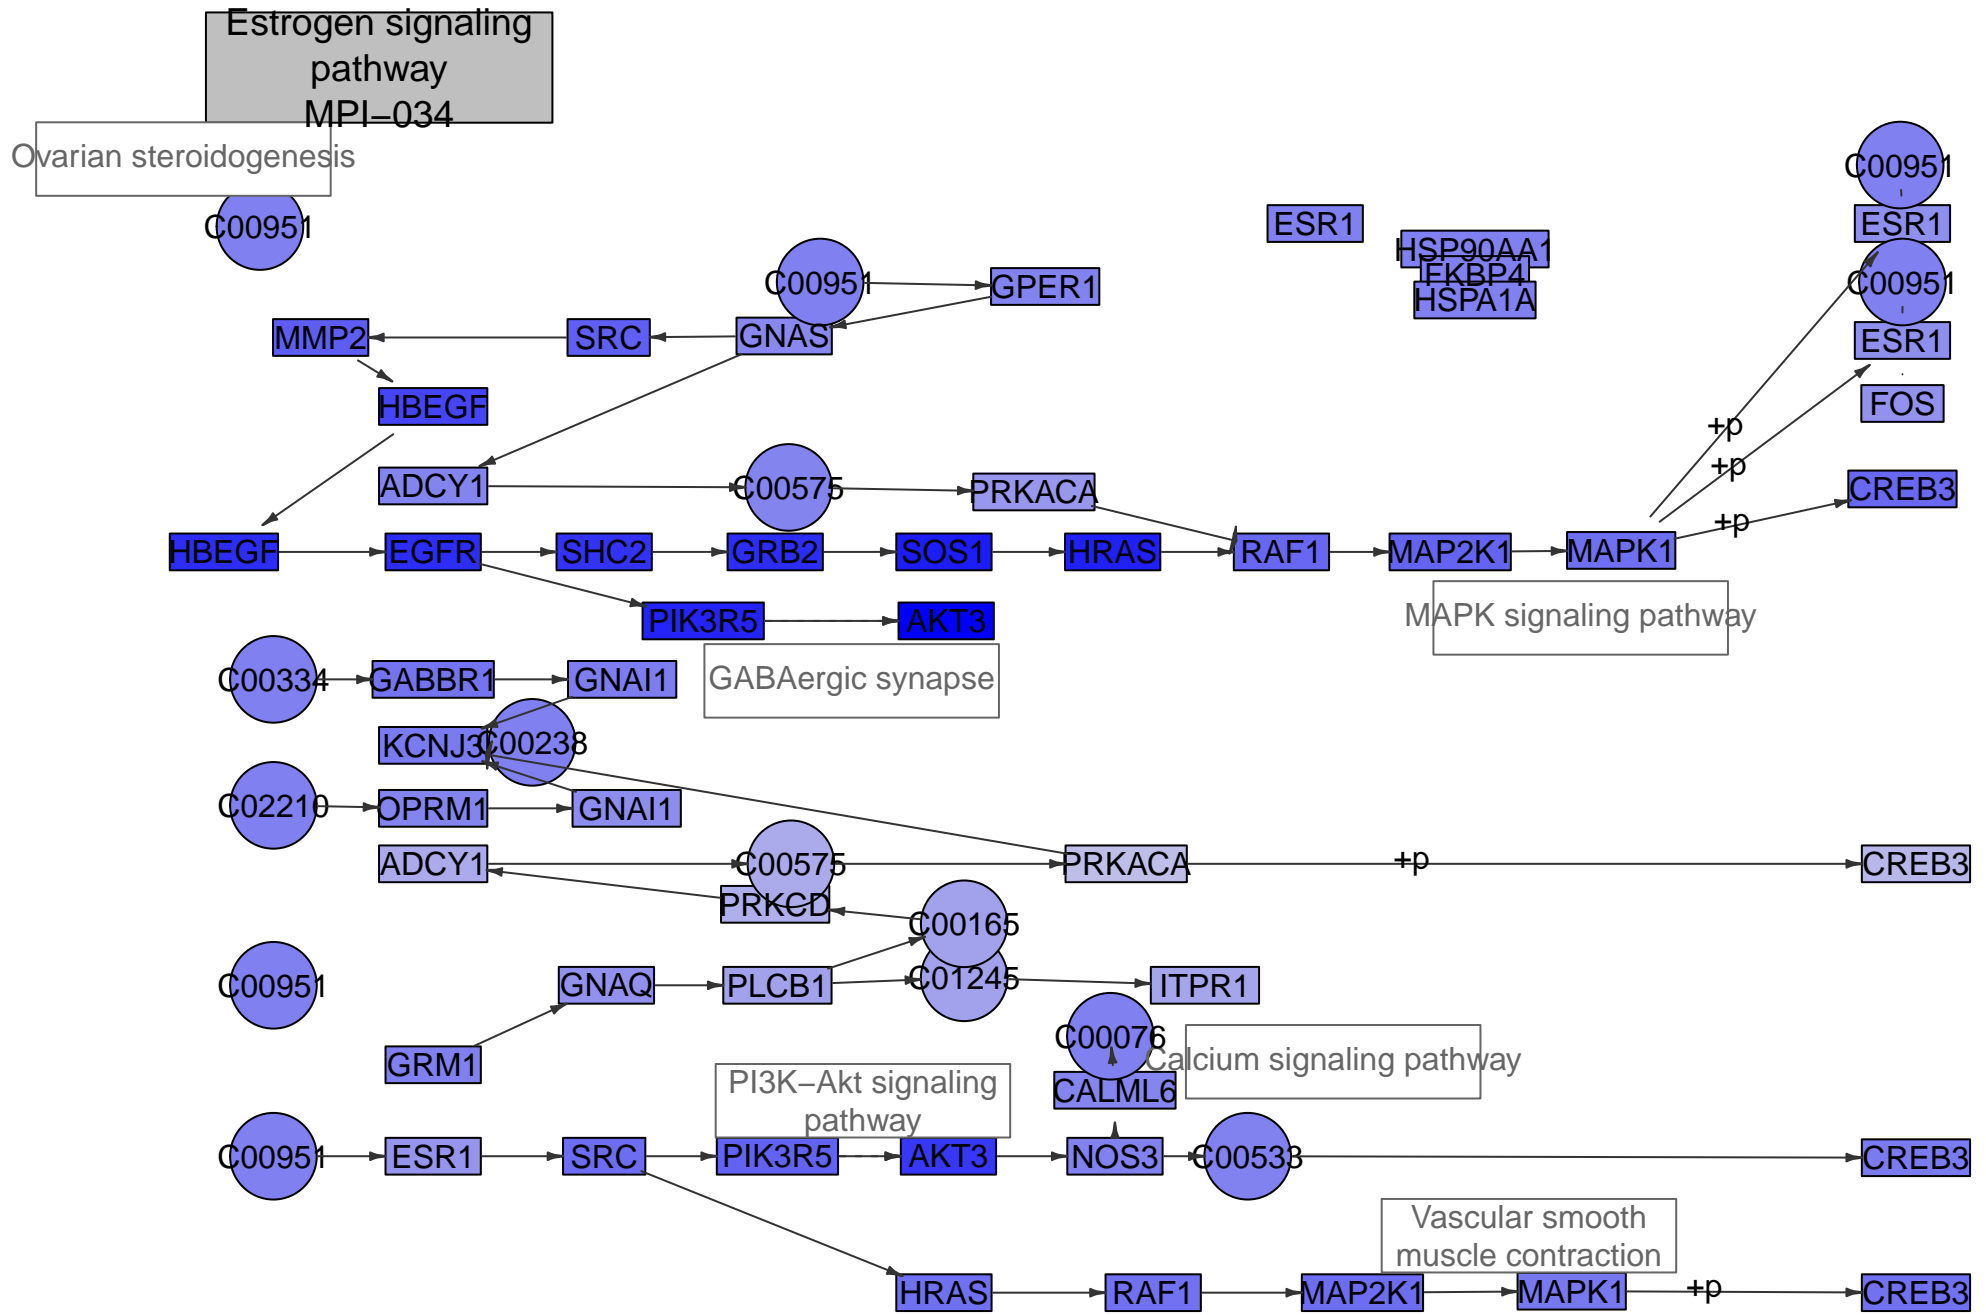 Estrogen signaling
pathway
MPI−034
Ovarian steroidogenesis
C00951
C00951
ESR1
ESR1
C00951
HSP90AA1
FKBP4
HSPA1A
C00951
GPER1
C00951
MMP2
SRC
GNAS
ESR1
HBEGF
FOS
+p
+p
ADCY1
C00575
PRKACA
CREB3
+p
HBEGF
EGFR
SHC2
GRB2
SOS1
HRAS
RAF1
MAP2K1
MAPK1
PIK3R5
AKT3
MAPK signaling pathway
C00334
GABBR1
GNAI1
GABAergic synapse
KCNJ3
C00238
C02210
OPRM1
GNAI1
ADCY1
C00575
PRKACA
+p
CREB3
PRKCD
C00165
C00951
GNAQ
PLCB1
C01245
ITPR1
C00076
Calcium signaling pathway
GRM1
CALML6
PI3K−Akt signaling
pathway
C00951
ESR1
SRC
PIK3R5
AKT3
NOS3
C00533
CREB3
Vascular smooth
muscle contraction
HRAS
RAF1
MAP2K1
MAPK1
+p
CREB3